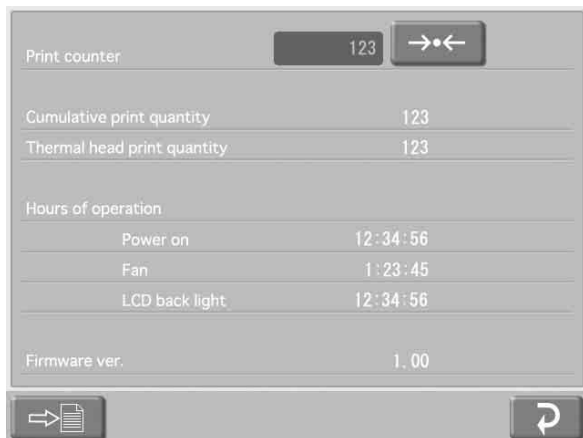 Print counter 123
Cumulative print quantity 123
Thermal head print quantity 123
Hours of operation
Power on 12:34:56
Fan 1:23:45
LCD back light 12:34:56
Firmware ver. 1.00